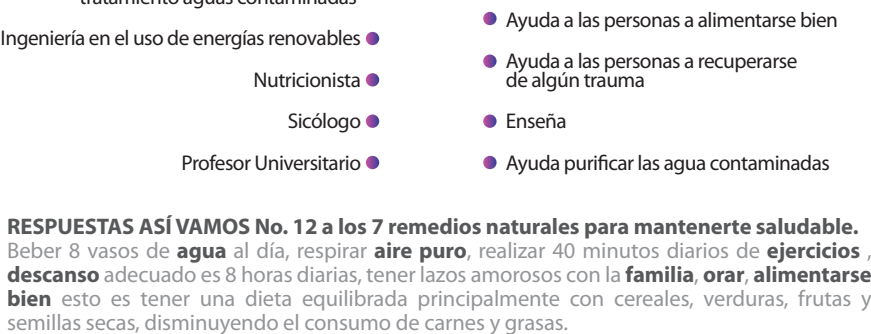 tratamiento aguas contaminadas
Ingeniería en el uso de energías renovables
Nutricionista
Sicólogo
Profesor Universitario
Ayuda a las personas a alimentarse bien
Ayuda a las personas a recuperarse
de algún trauma
Enseña
Ayuda purificar las agua contaminadas
RESPUESTAS ASÍ VAMOS No. 12 a los 7 remedios naturales para mantenerte saludable.
Beber 8 vasos de agua al día, respirar aire puro, realizar 40 minutos diarios de ejercicios ,
descanso adecuado es 8 horas diarias, tener lazos amorosos con la familia, orar, alimentarse
bien esto es tener una dieta equilibrada principalmente con cereales, verduras, frutas y
semillas secas, disminuyendo el consumo de carnes y grasas.